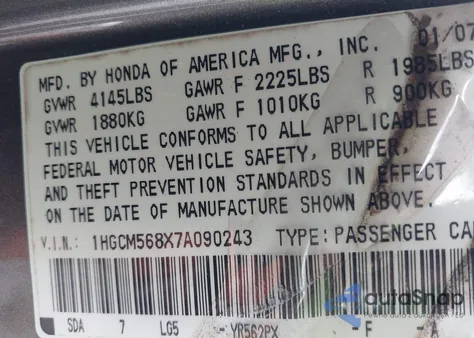 MFD. BY HONDA OF AMERICA MFG., INC. 01/07
GVWR 4145LBS GAWR F 2225LBS R 1985LBS
GVWR 1880KG GAWR F 1010KG R 900KG
THIS VEHICLE CONFORMS TO ALL APPLICABLE
FEDERAL MOTOR VEHICLE SAFETY, BUMPER,
AND THEFT PREVENTION STANDARDS IN EFFECT
ON THE DATE OF MANUFACTURE SHOWN ABOVE.
V.I.N.: 1HGCM568X7A090243 TYPE: PASSENGER CA
SDA 7 LG5 - YR562PX - F - A
autoSnap